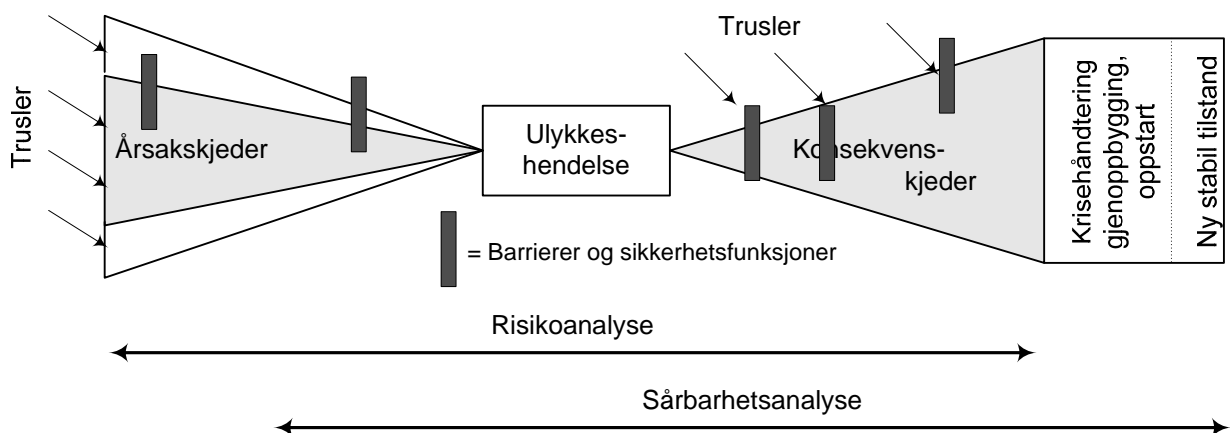 Trusler
Trusler
Årsakskjeder
Ulykkes-
hendelse
Konsekvens-
kjeder
Krisehåndtering
gjenoppbygging,
oppstart
Ny stabil tilstand
= Barrierer og sikkerhetsfunksjoner
Risikoanalyse
Sårbarhetsanalyse